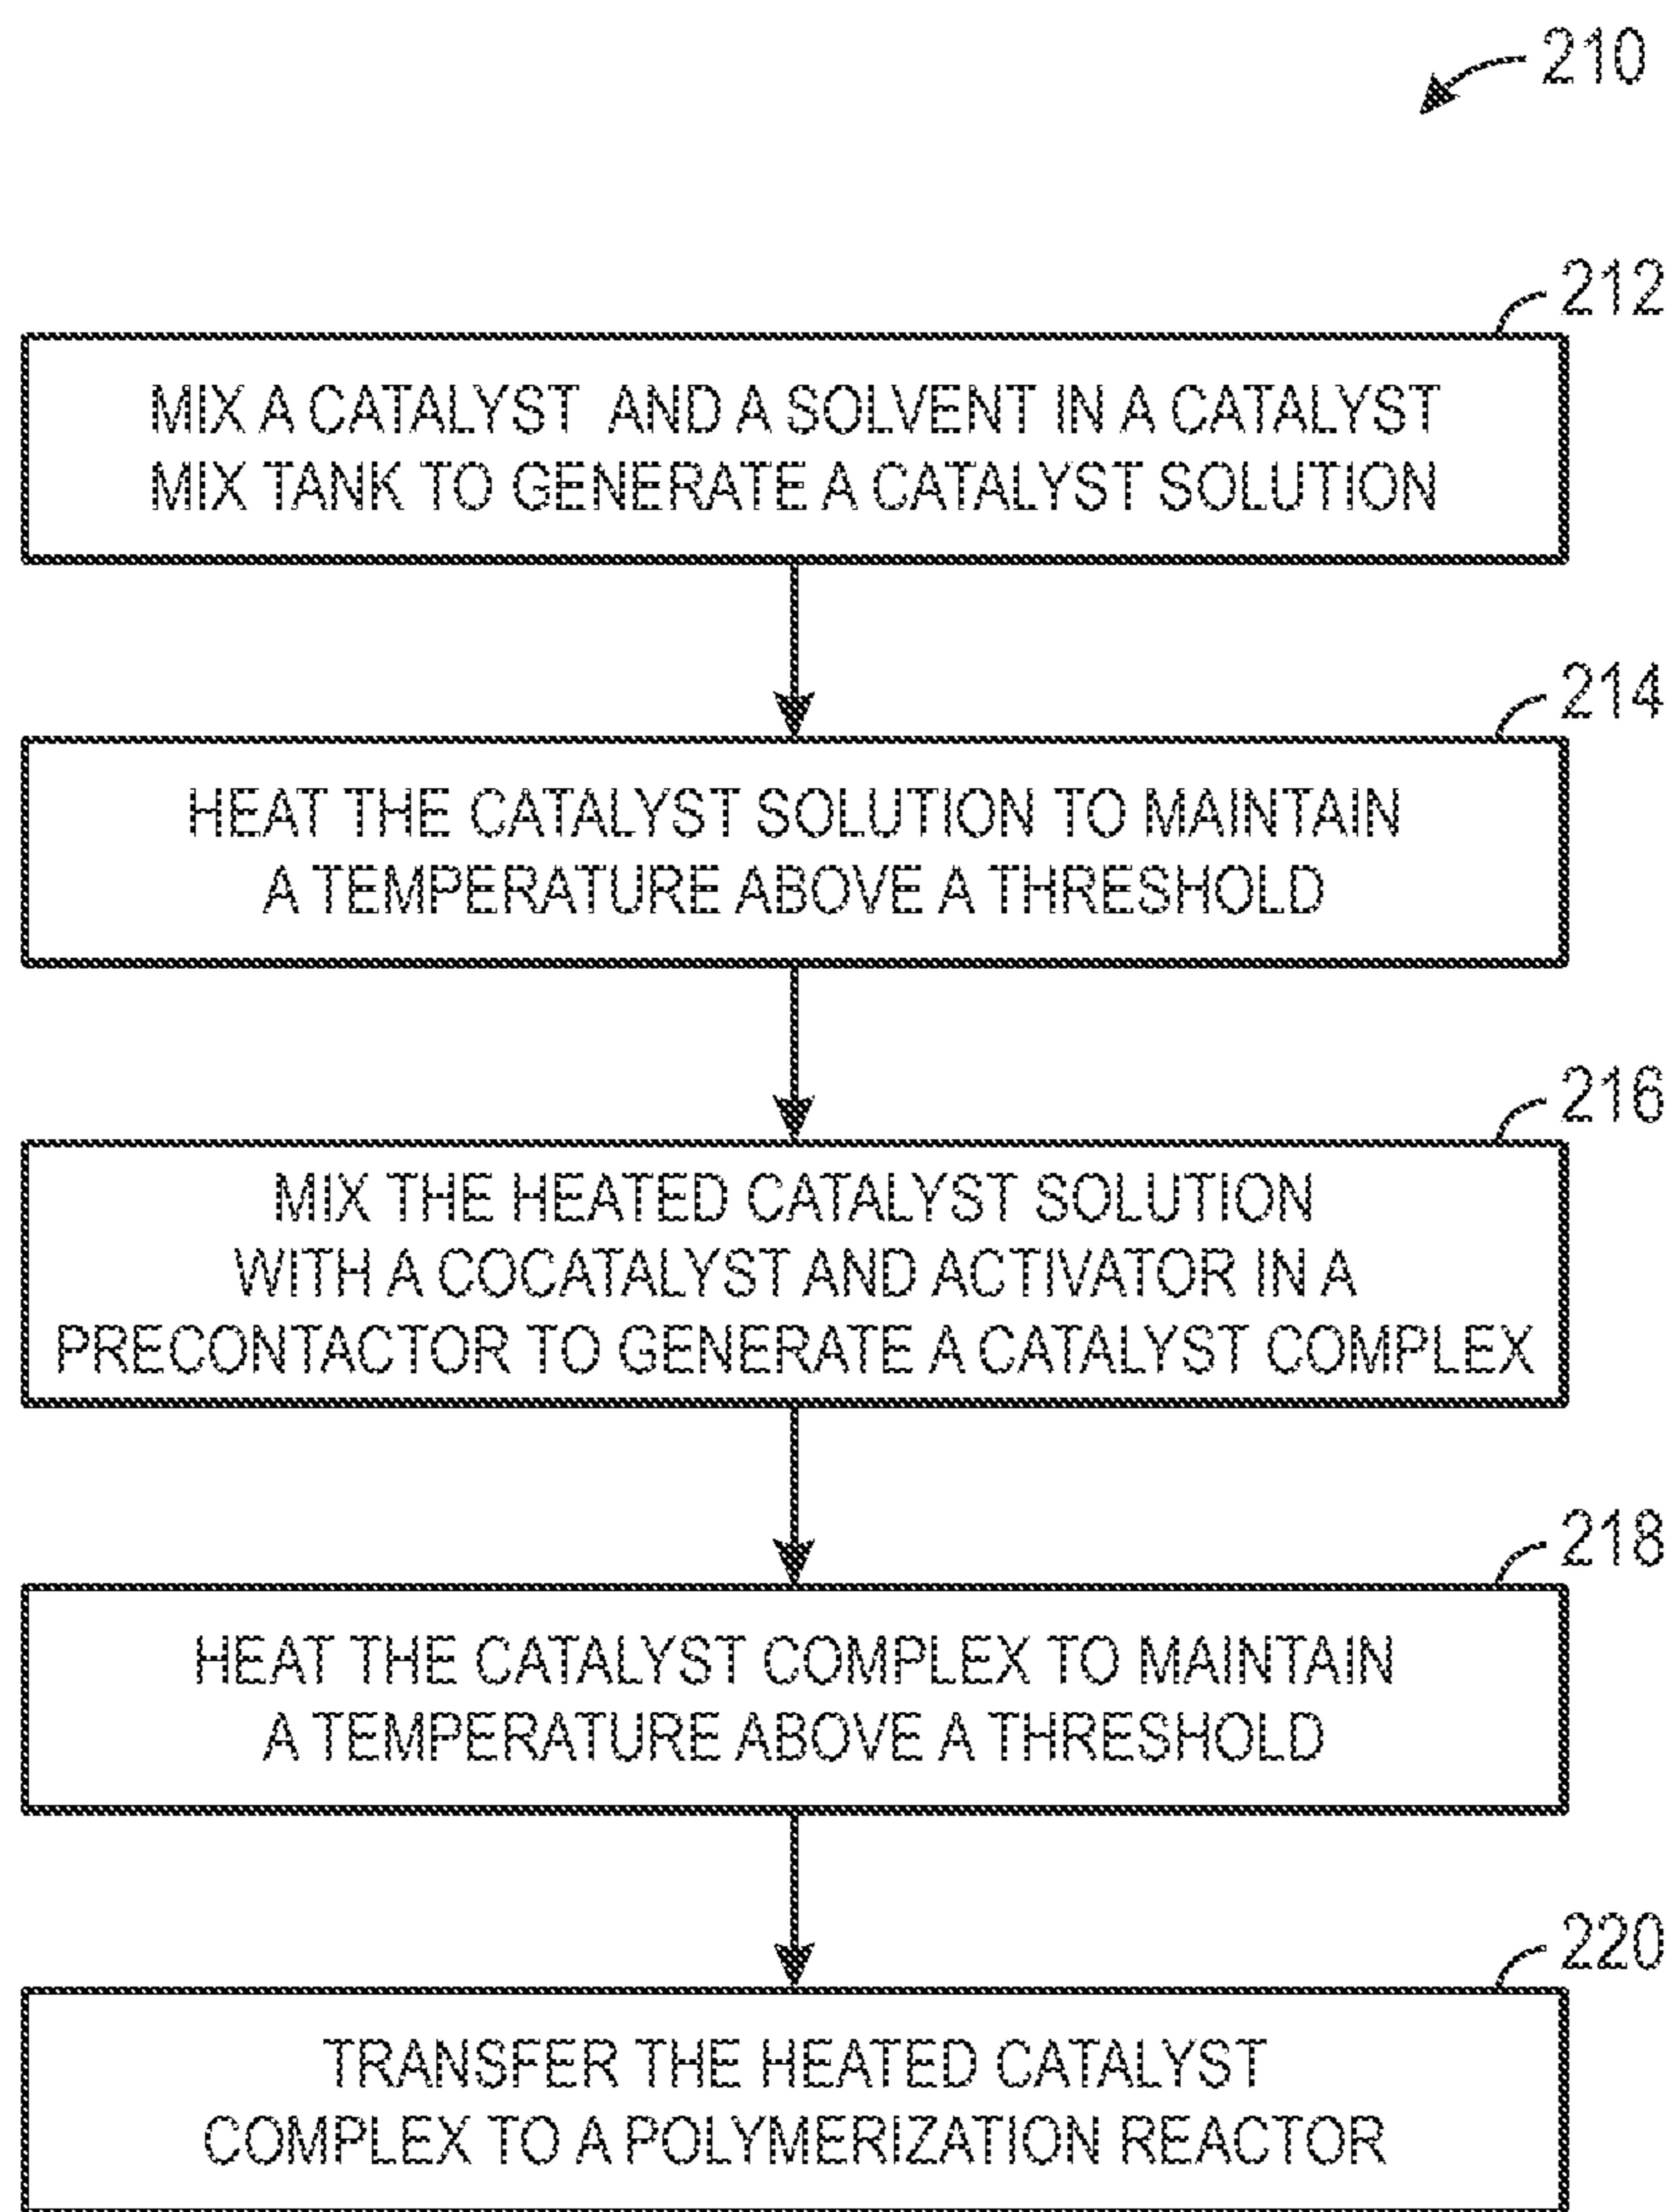 210
212
MIX A CATALYST AND A SOLVENT IN A CATALYST
MIX TANK TO GENERATE A CATALYST SOLUTION
214
HEAT THE CATALYST SOLUTION TO MAINTAIN
A TEMPERATURE ABOVE A THRESHOLD
216
MIX THE HEATED CATALYST SOLUTION
WITH A COCATALYST AND ACTIVATOR IN A
PRECONTACTOR TO GENERATE A CATALYST COMPLEX
218
HEAT THE CATALYST COMPLEX TO MAINTAIN
A TEMPERATURE ABOVE A THRESHOLD
220
TRANSFER THE HEATED CATALYST
COMPLEX TO A POLYMERIZATION REACTOR